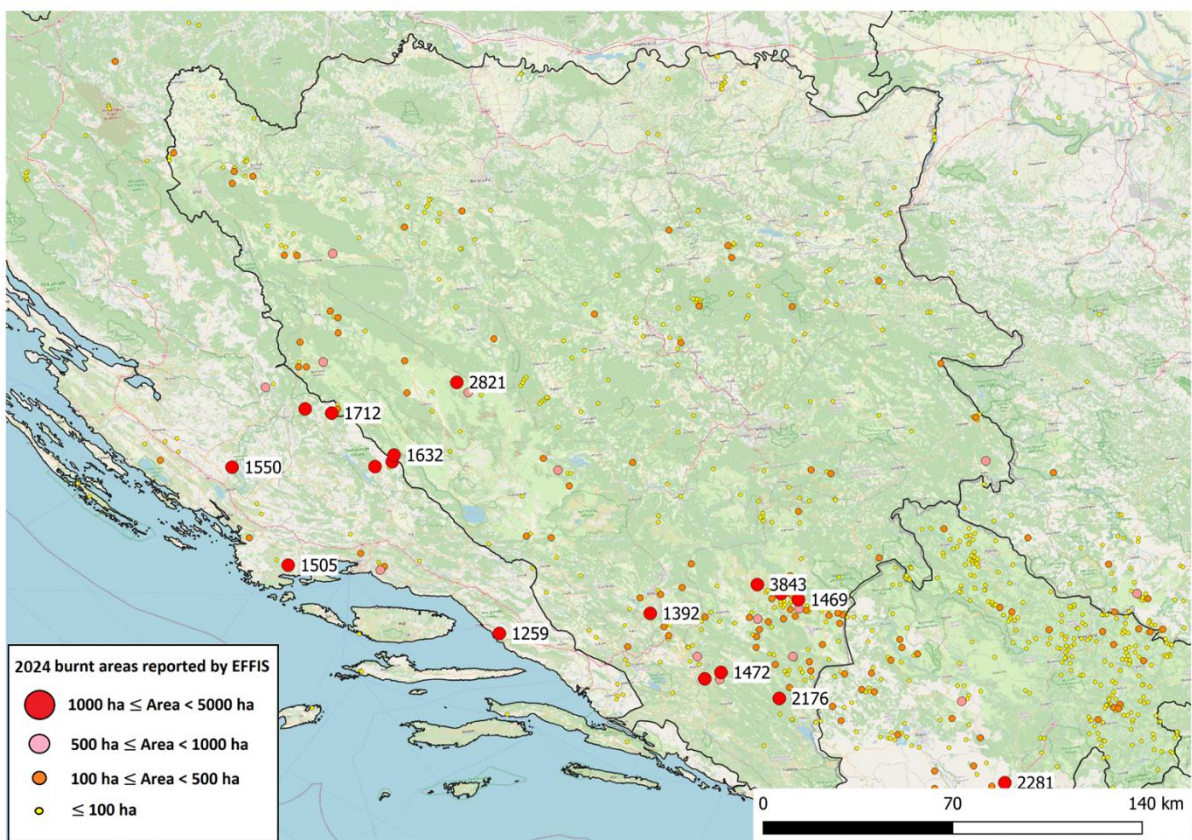 2821
1712
1632
1550
1505
3843
1469
1392
1259
1472
2176
2281
2024 burnt areas reported by EFFIS
1000 ha ≤ Area < 5000 ha
500 ha ≤ Area < 1000 ha
100 ha ≤ Area < 500 ha
≤ 100 ha
0 70 140 km